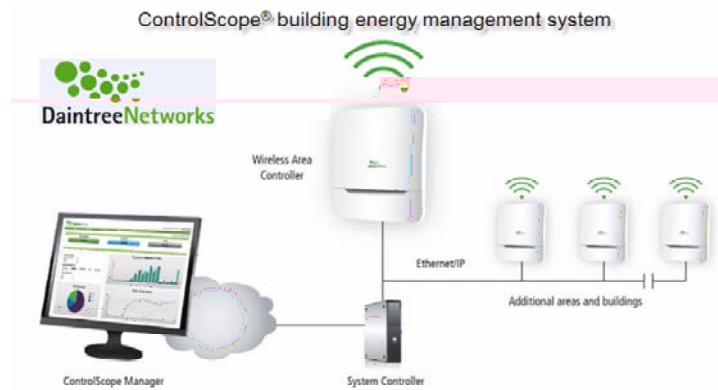 ControlScope® building energy management system
DaintreeNetworks
Wireless Area
Controller
Ethernet/IP
Additional areas and buildings
ControlScope Manager
System Controller